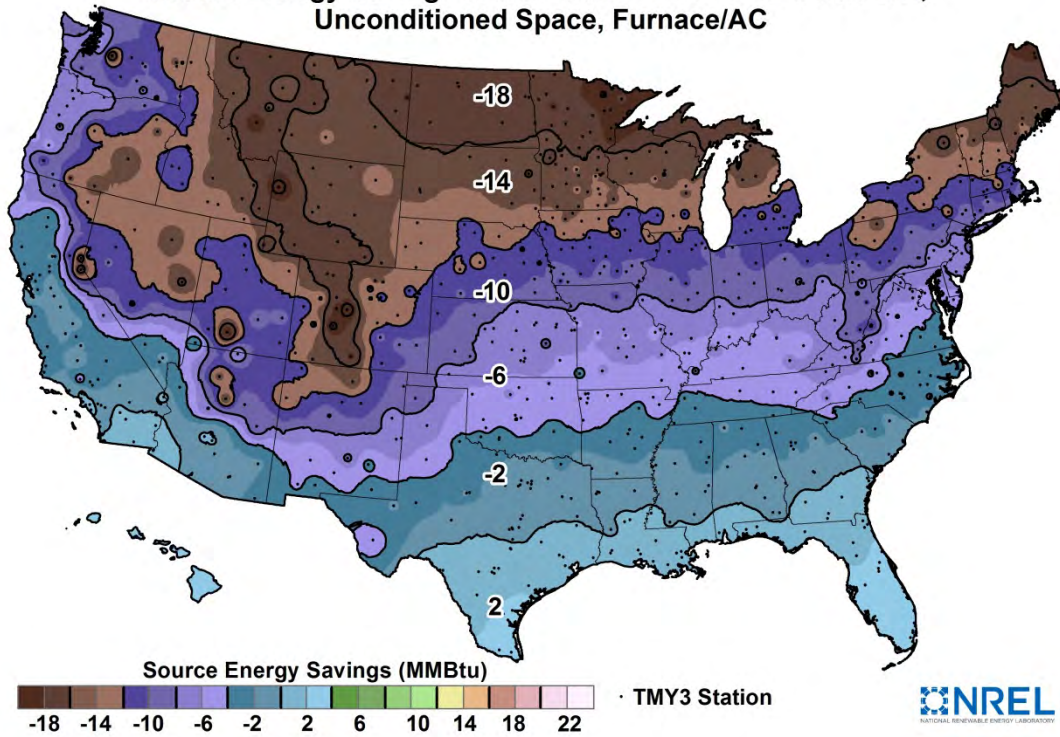 Unconditioned Space, Furnace/AC
-18
-14
-10
-6
-2
2
Source Energy Savings (MMBtu)
-18 -14 -10 -6 -2 2 6 10 14 18 22
· TMY3 Station
NREL
NATIONAL RENEWABLE ENERGY LABORATORY